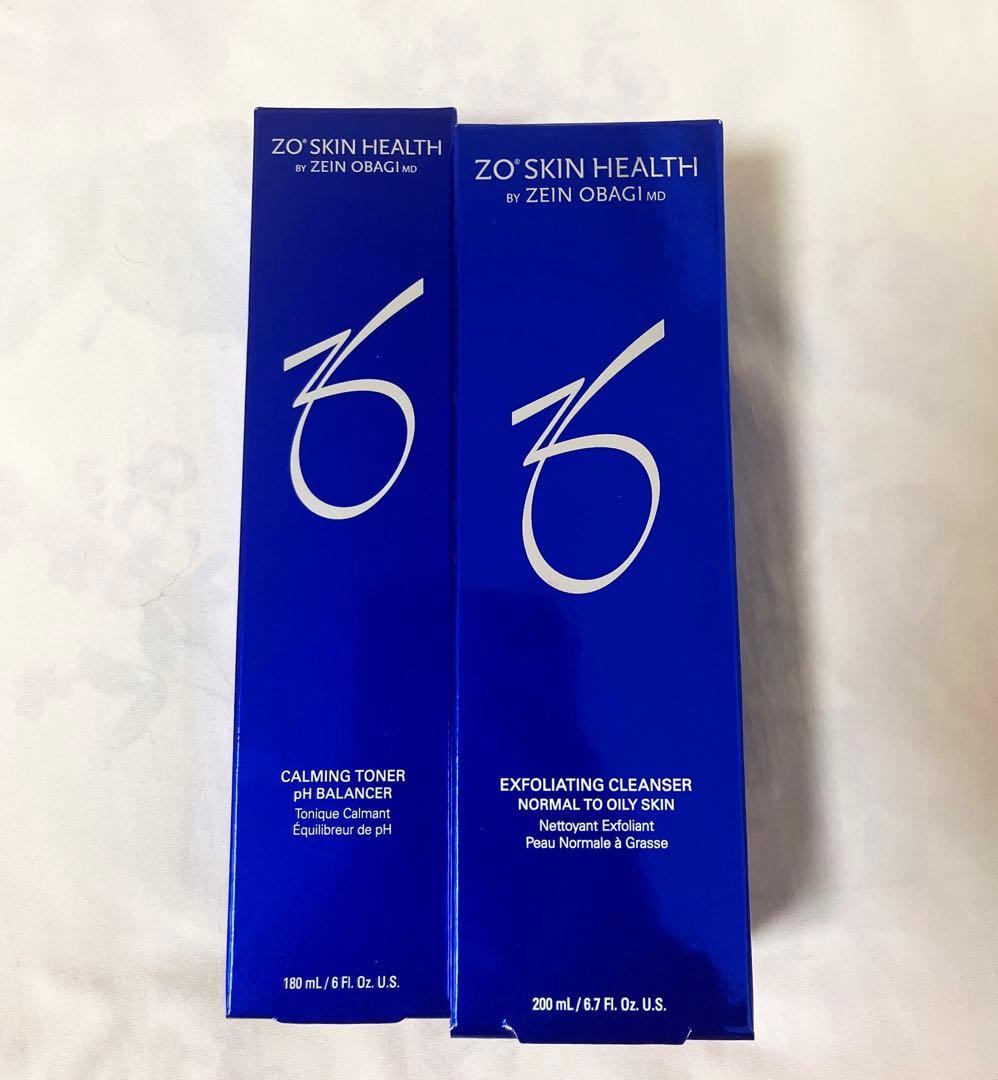 ZO® SKIN HEALTH
BY ZEIN OBAGI MD
CALMING TONER
pH BALANCER
Tonique Calmant
Équilibreur de pH
180 mL / 6 Fl. Oz. U.S.
ZO® SKIN HEALTH
BY ZEIN OBAGI MD
EXFOLIATING CLEANSER
NORMAL TO OILY SKIN
Nettoyant Exfoliant
Peau Normale à Grasse
200 mL / 6.7 Fl. Oz. U.S.